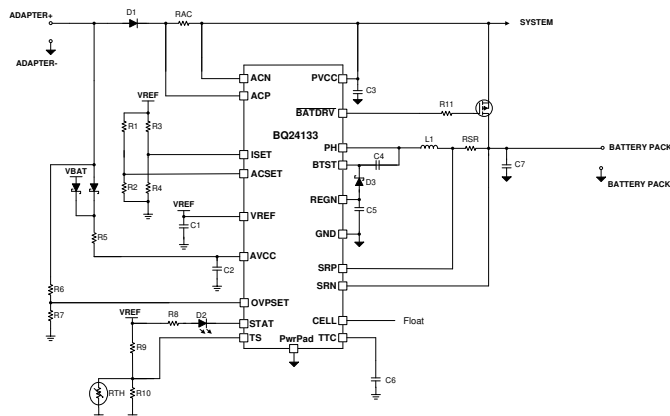 ADAPTER+
D1
RAC
SYSTEM
ADAPTER-
ACN
PVCC
C3
VREF
ACP
BATDRV
R11
R1
R3
BQ24133
PH
L1
RSR
BATTERY PACK
ISET
BTST
C4
C7
VBAT
ACSET
D3
R2
R4
REGN
BATTERY PACK
VREF
VREF
C5
C1
GND
R5
AVCC
C2
SRP
SRN
R6
OVPSET
R7
VREF
R8
D2
STAT
CELL
Float
R9
TS
PwrPad
TTC
RTH
R10
C6